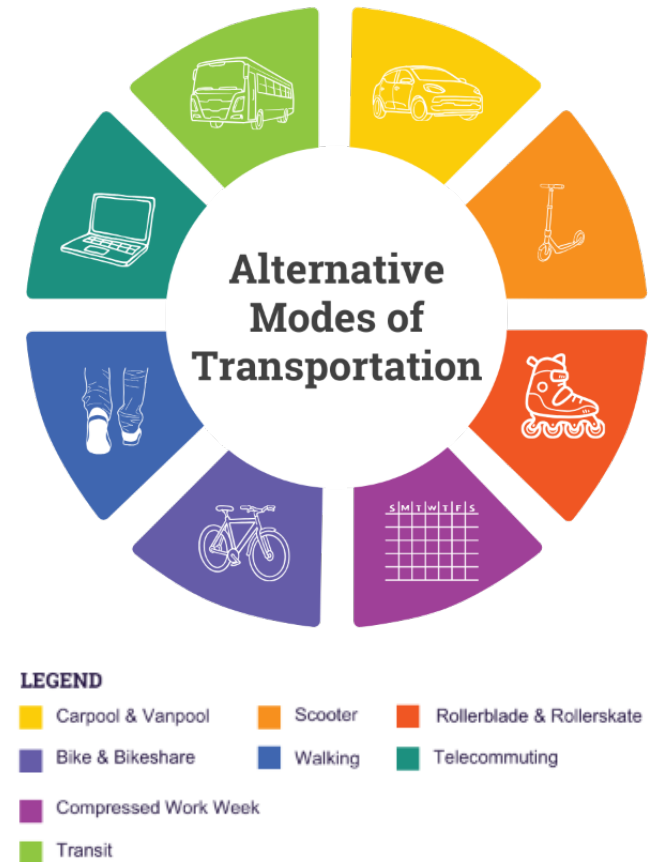 Alternative
Modes of
Transportation
S M T W T F S
LEGEND
Carpool & Vanpool
Scooter
Rollerblade & Rollerskate
Bike & Bikeshare
Walking
Telecommuting
Compressed Work Week
Transit